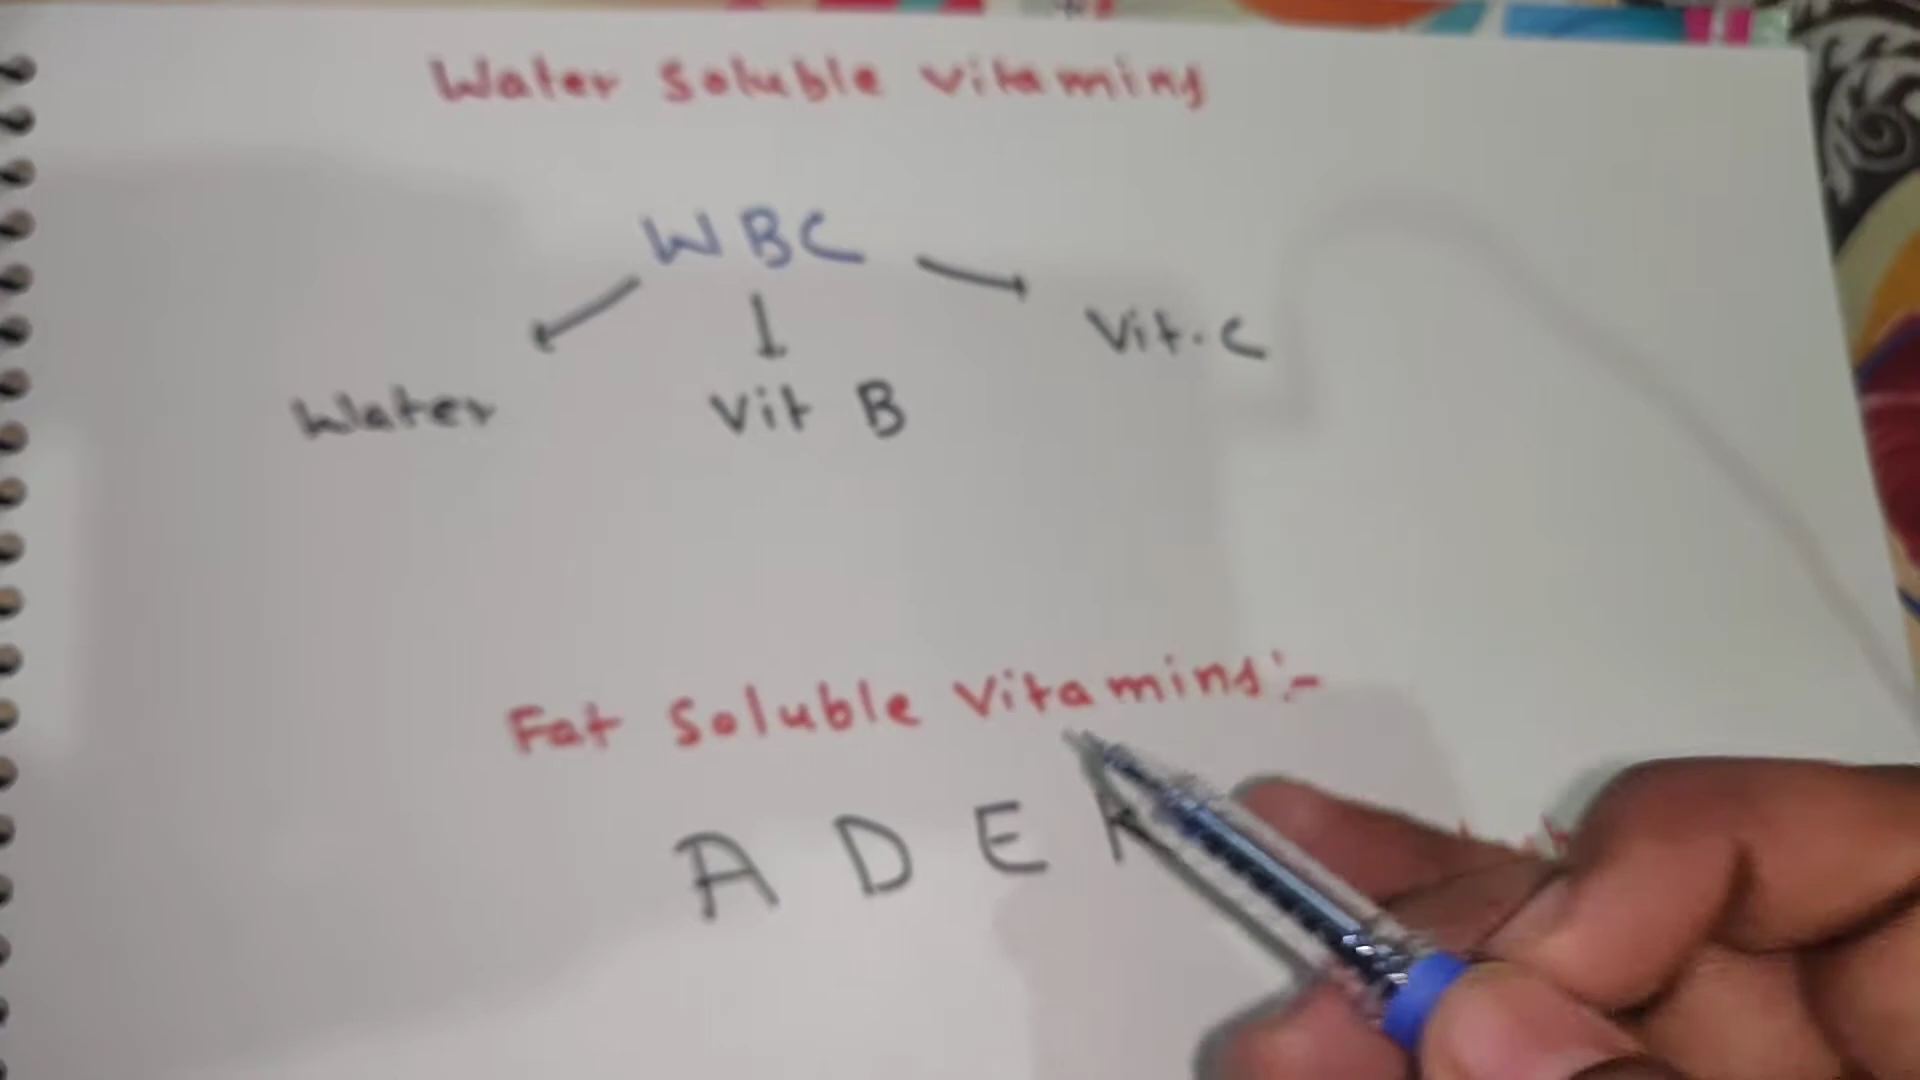 Water Soluble Vitamins
WBC
Vit.C
Water Vit B
Fat Soluble Vitamins:-
A D E K